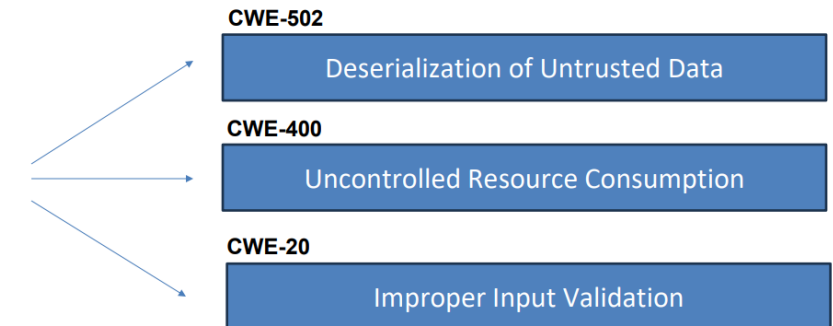 CWE-502
Deserialization of Untrusted Data
CWE-400
Uncontrolled Resource Consumption
CWE-20
Improper Input Validation